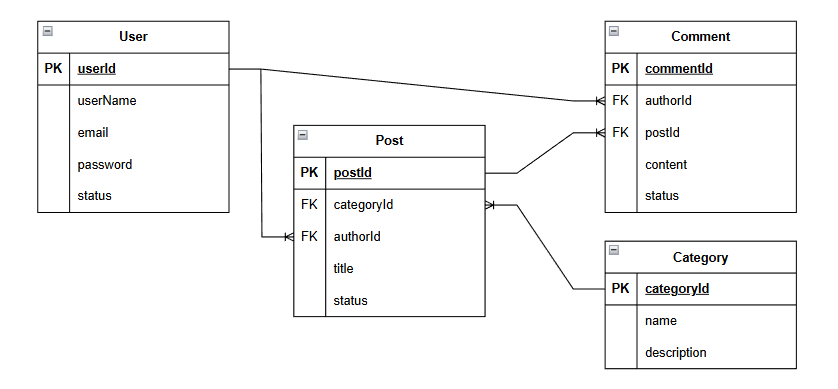 User
PK userId
userName
email
password
status
Post
PK postId
FK categoryId
FK authorId
title
status
Comment
PK commentId
FK authorId
FK postId
content
status
Category
PK categoryId
name
description